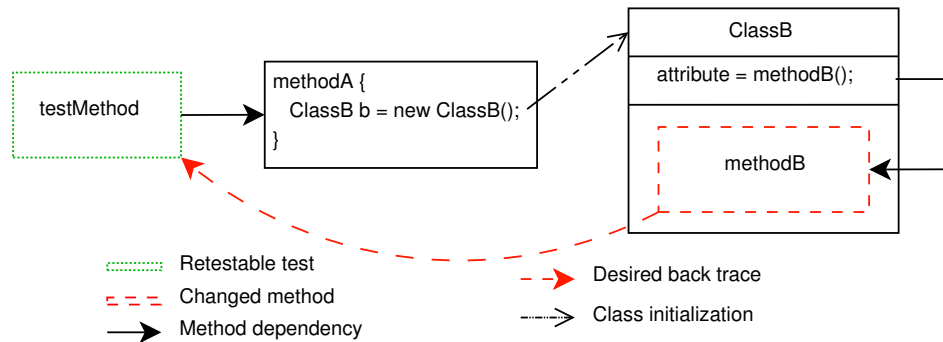 testMethod
methodA {
ClassB b = new ClassB();
}
ClassB
attribute = methodB();
methodB
Retestable test
Changed method
Method dependency
Desired back trace
Class initialization